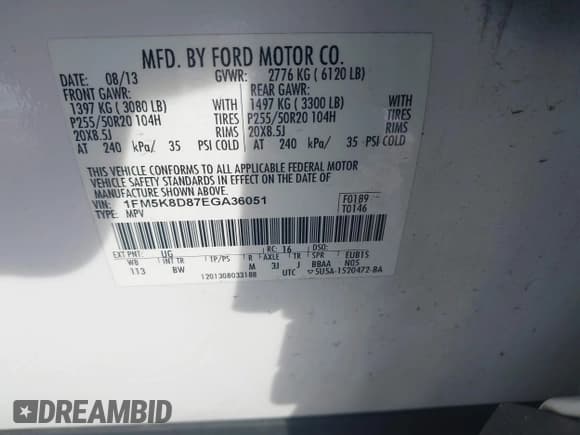 MFD. BY FORD MOTOR CO.
DATE: 08/13 GVWR: 2776 KG ( 6120 LB)
FRONT GAWR: REAR GAWR:
1397 KG ( 3080 LB) WITH 1497 KG ( 3300 LB) WITH
P255/50R20 104H TIRES P255/50R20 104H TIRES
20X8.5J RIMS 20X8.5J RIMS
AT 240 kPa/ 35 PSI COLD AT 240 kPa/ 35 PSI COLD
THIS VEHICLE CONFORMS TO ALL APPLICABLE FEDERAL MOTOR
VEHICLE SAFETY STANDARDS IN EFFECT ON THE DATE OF
MANUFACTURE SHOWN ABOVE.
VIN: 1FM5K8D87EGA36051 F0189
TYPE: MPV T0146
EXT PNT: UG RC: 16 DSO:
WB INT TR TP/PS R AXLE TR SPR EUB15
113 BW M 3J J BBAA N05
1201308033188 UTC 5U5A-1520472-BA
DREAMBID